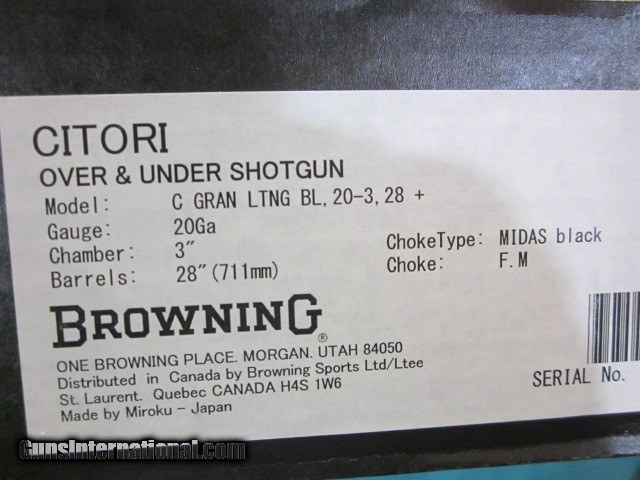 CITORI
OVER & UNDER SHOTGUN
Model: C GRAN LTNG BL, 20-3, 28 +
Gauge: 20Ga
Chamber: 3"
Barrels: 28"(711mm)
ChokeType: MIDAS black
Choke: F.M
BROWNING®
ONE BROWNING PLACE. MORGAN. UTAH 84050
Distributed in Canada by Browning Sports Ltd/Ltee
St. Laurent. Quebec CANADA H4S 1W6
Made by Miroku - Japan
SERIAL No.
GunsInternational.com